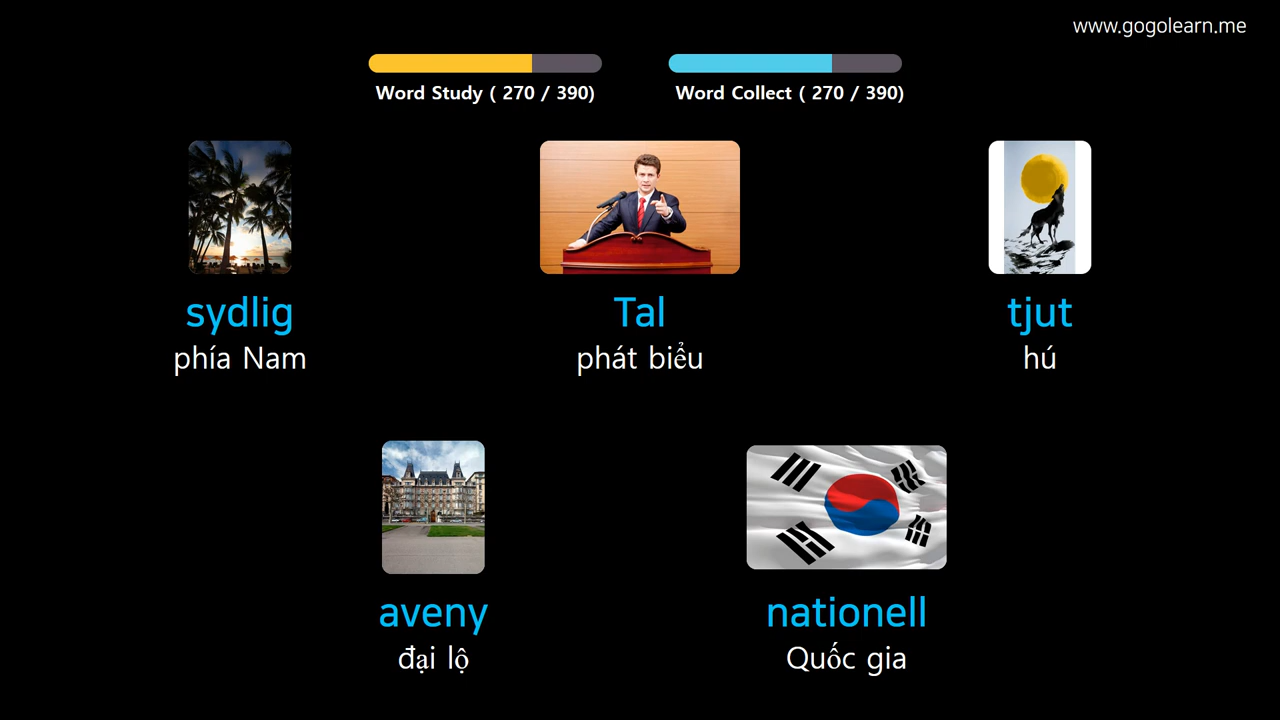 www.gogolearn.me
Word Study ( 270 / 390)
Word Collect ( 270 / 390)
sydlig
phía Nam
Tal
phát biểu
tjut
hú
aveny
đại lộ
nationell
Quốc gia